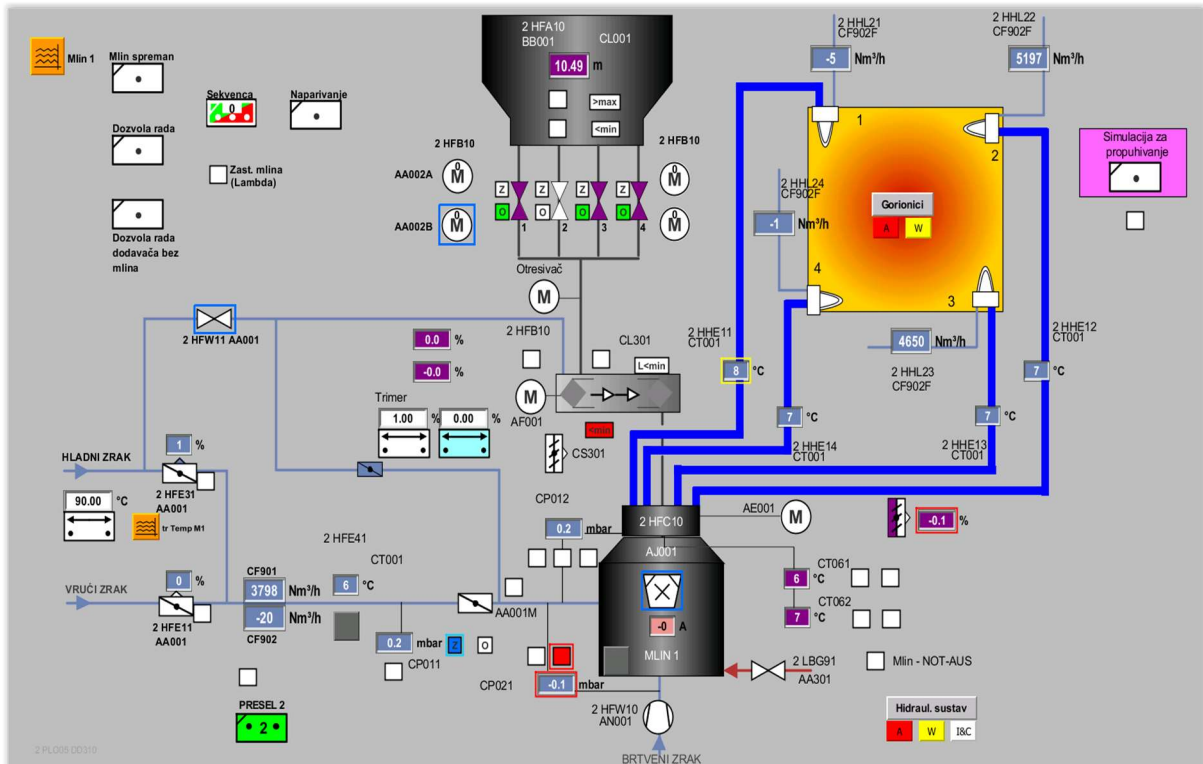 Mlin 1
Mlin spreman
Sekvenca
0
Naparivanje
Dozvola rada
Zast. mlina
(Lambda)
Dozvola rada
dodavača bez
mlina
2 HFA10
BB001
CL001
10.49 m
>max
<min
2 HFB10
2 HFB10
AA002A
0
M
0
M
AA002B
0
M
0
M
Z
Z
Z
Z
O
O
O
O
1
2
3
4
Otresivač
M
2 HHL21
CF902F
-5 Nm³/h
2 HHL22
CF902F
5197 Nm³/h
1
2
2 HHL24
CF902F
-1 Nm³/h
Gorionici
A
W
4
3
4650 Nm³/h
2 HHL23
CF902F
Simulacija za
propuhivanje
2 HFW11 AA001
0.0 %
-0.0 %
2 HFB10
CL301
L<min
Trimer
M
AF001
1.00 %
0.00 %
<min
CS301
2 HHE11
CT001
8 °C
2 HHE12
CT001
7 °C
7 °C
7 °C
2 HHE14
CT001
2 HHE13
CT001
HLADNI ZRAK
1 %
2 HFE31
AA001
90.00 °C
tr Temp M1
VRUĆI ZRAK
0 %
2 HFE11
AA001
CF901
3798 Nm³/h
-20 Nm³/h
CF902
2 HFE41
CT001
6 °C
AA001M
0.2 mbar
Z
O
CP011
CP012
0.2 mbar
CP021
-0.1 mbar
2 HFC10
AJ001
-0 A
MLIN 1
AE001
M
-0.1 %
CT061
6 °C
CT062
7 °C
Mlin - NOT-AUS
2 LBG91
AA301
2 HFW10
AN001
BRTVENI ZRAK
PRESEL 2
2
Hidraul. sustav
A
W
I&C
2 PLO05 DD310